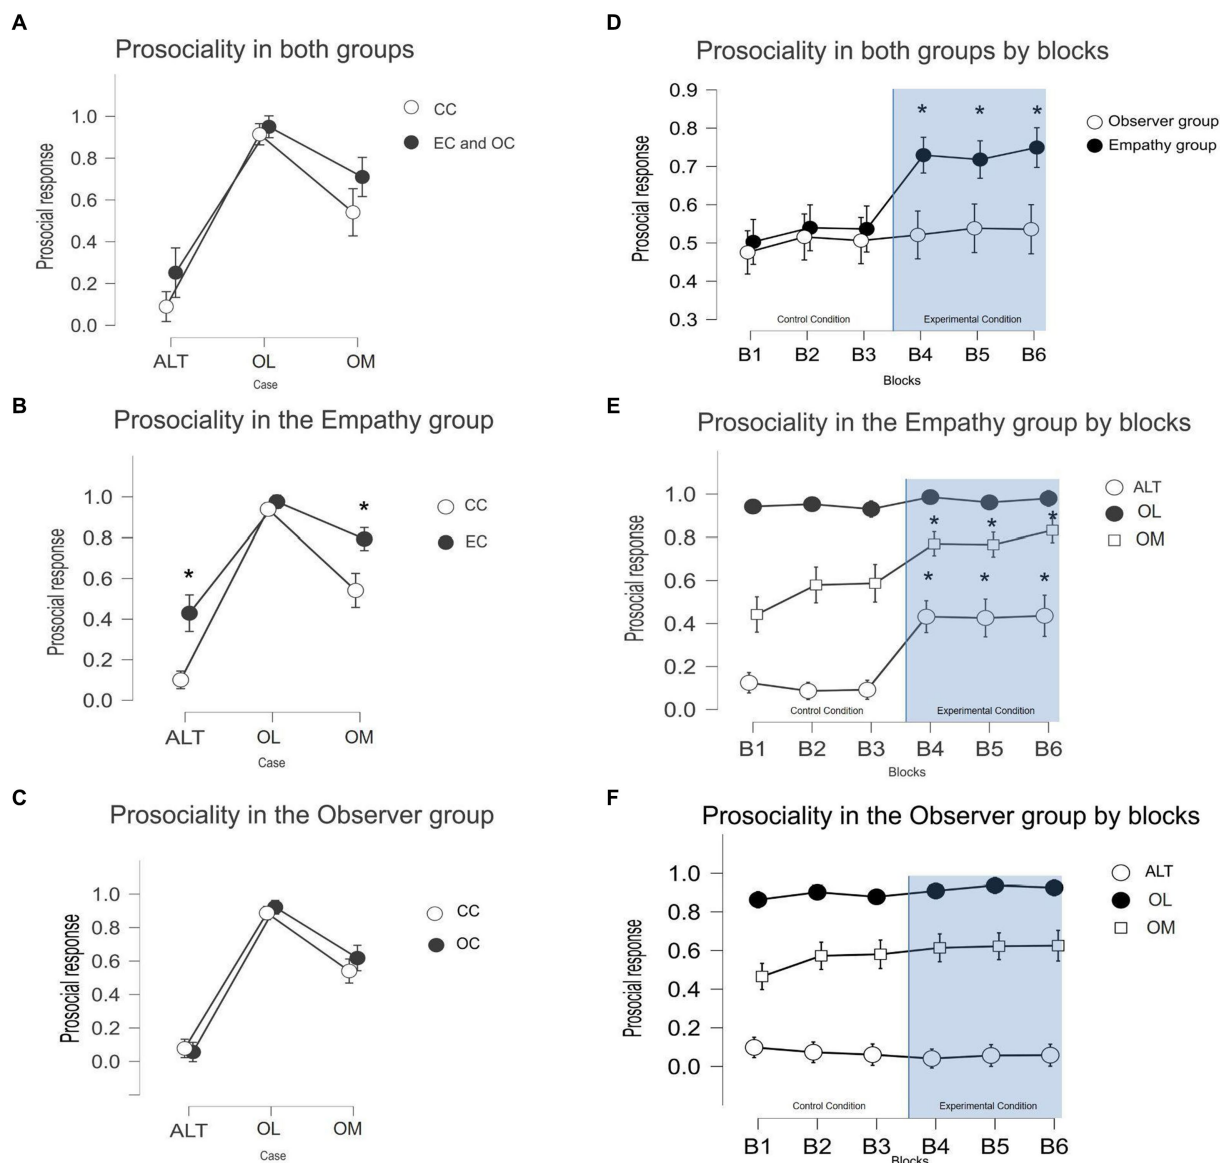 A
Prosociality in both groups
1.0
0.8
0.6
0.4
0.2
0.0
Prosocial response
CC
EC and OC
ALT OL OM
Case
B
Prosociality in the Empathy group
1.0
0.8
0.6
0.4
0.2
0.0
Prosocial response
CC
EC
*
*
ALT OL OM
Case
C
Prosociality in the Observer group
1.0
0.8
0.6
0.4
0.2
0.0
Prosocial response
CC
OC
ALT OL OM
Case
D
Prosociality in both groups by blocks
0.9
0.8
0.7
0.6
0.5
0.4
0.3
Prosocial response
* * *
Observer group
Empathy group
Control Condition Experimental Condition
B1 B2 B3 B4 B5 B6
Blocks
E
Prosociality in the Empathy group by blocks
1.0
0.8
0.6
0.4
0.2
0.0
Prosocial response
ALT
OL
OM
* * *
* * *
Control Condition Experimental Condition
B1 B2 B3 B4 B5 B6
Blocks
F
Prosociality in the Observer group by blocks
1.0
0.8
0.6
0.4
0.2
0.0
Prosocial response
ALT
OL
OM
Control Condition Experimental Condition
B1 B2 B3 B4 B5 B6
Blocks